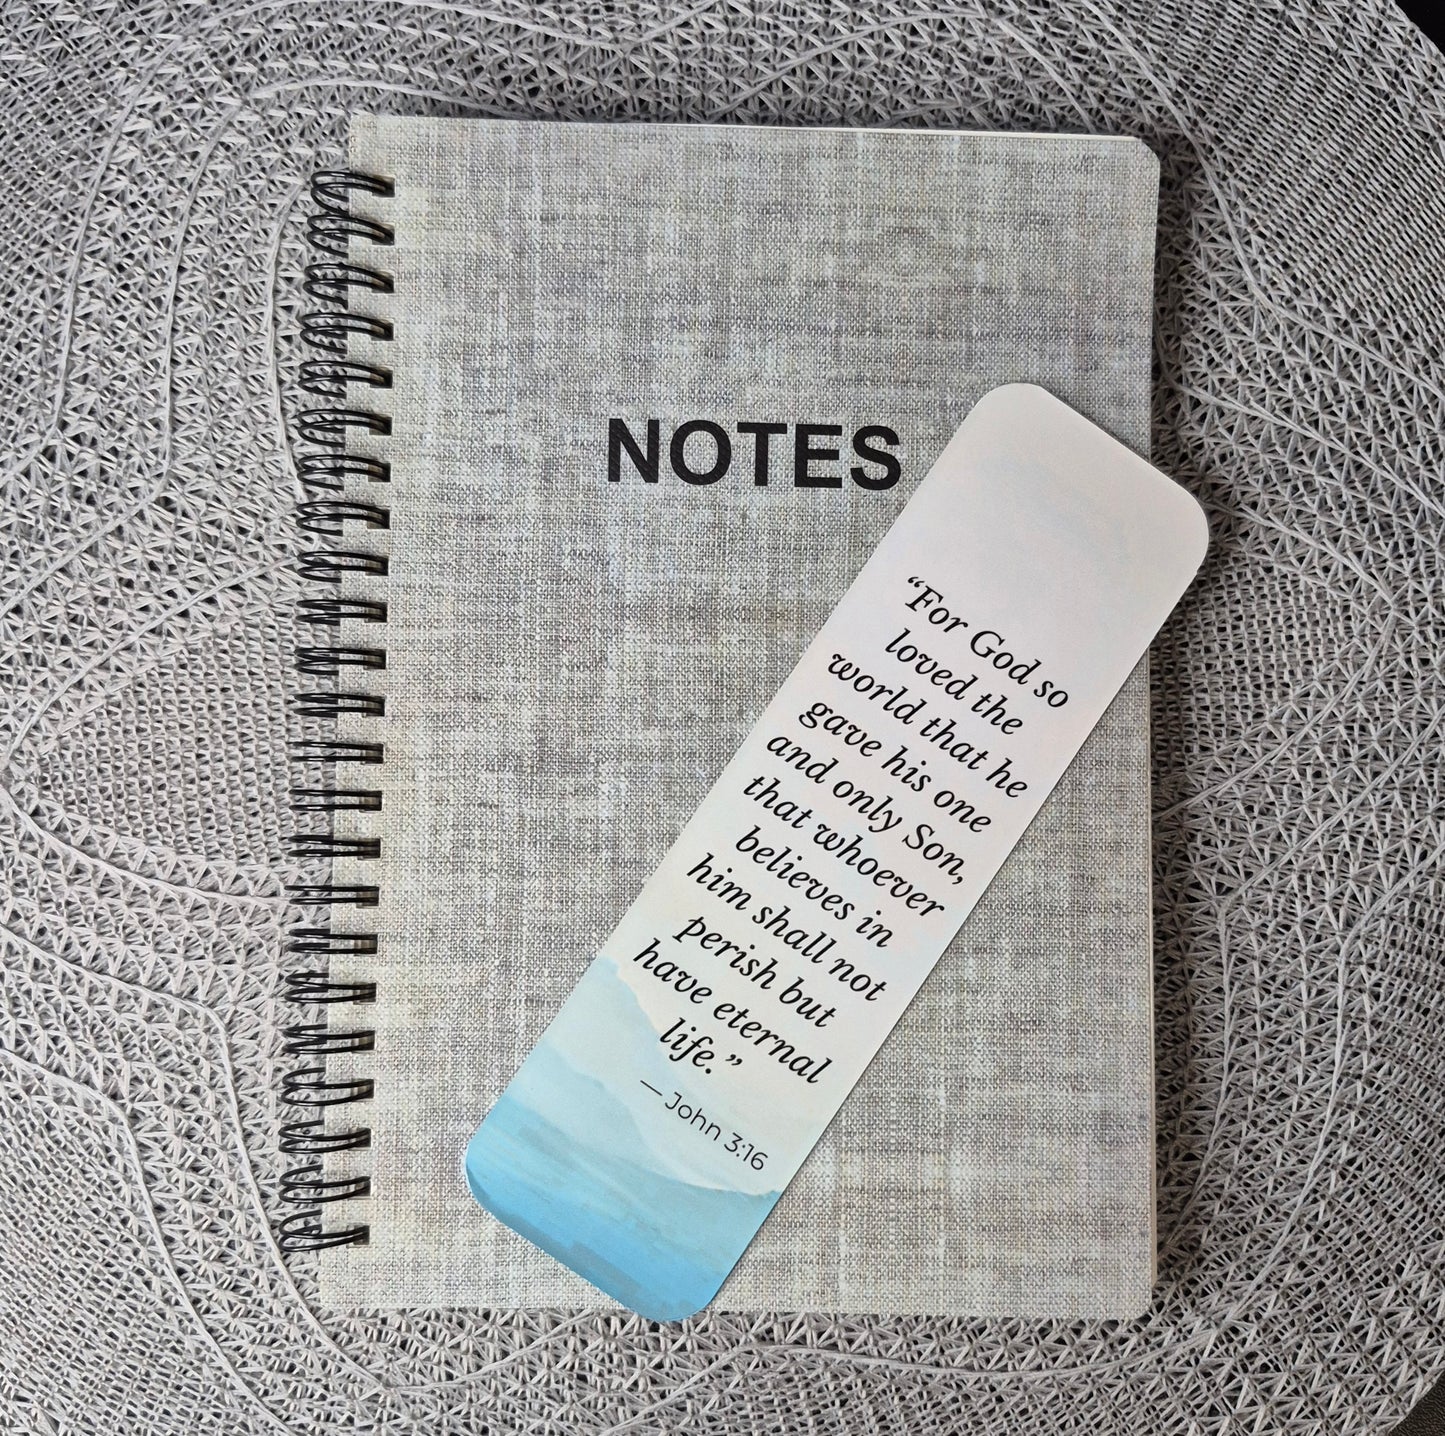 NOTES
“For God so
loved the
world that he
gave his one
and only Son,
that whoever
believes in
him shall not
perish but
have eternal
life.”
— John 3:16